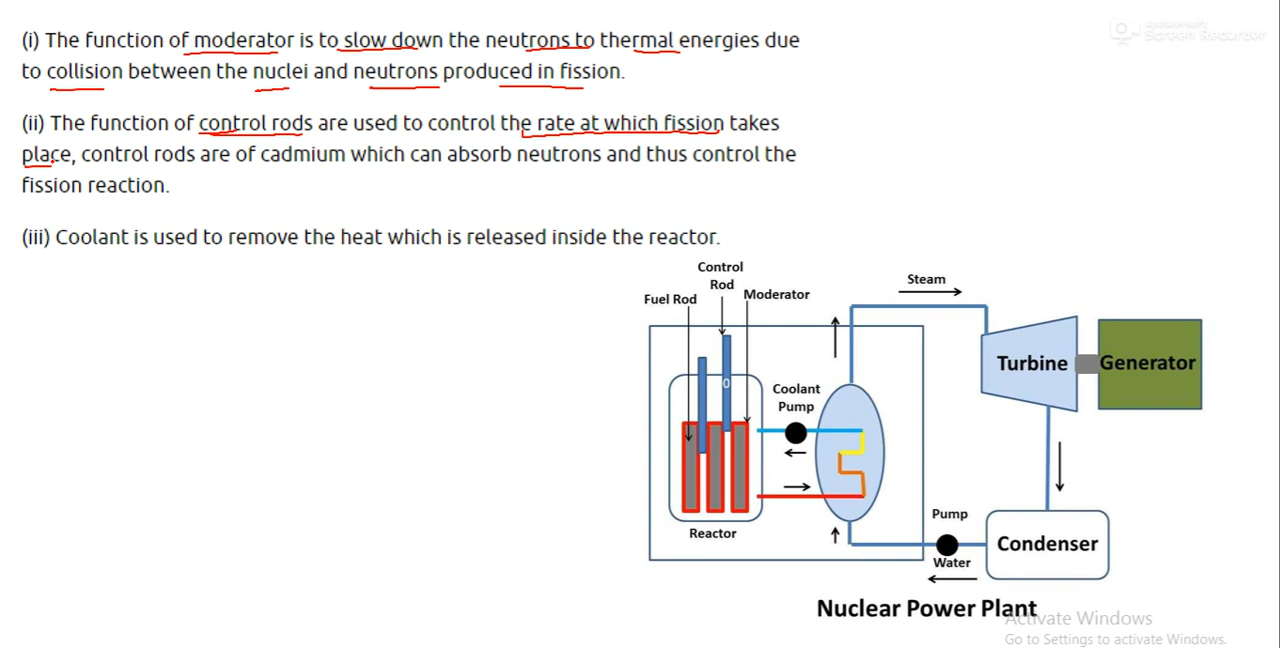 (i) The function of moderator is to slow down the neutrons to thermal energies due
to collision between the nuclei and neutrons produced in fission.
(ii) The function of control rods are used to control the rate at which fission takes
place, control rods are of cadmium which can absorb neutrons and thus control the
fission reaction.
(iii) Coolant is used to remove the heat which is released inside the reactor.
Screen Recorder
Control
Rod
Fuel Rod
Moderator
Steam
Coolant
Pump
Turbine
Generator
Reactor
Pump
Water
Condenser
Nuclear Power Plant
Activate Windows
Go to Settings to activate Windows.